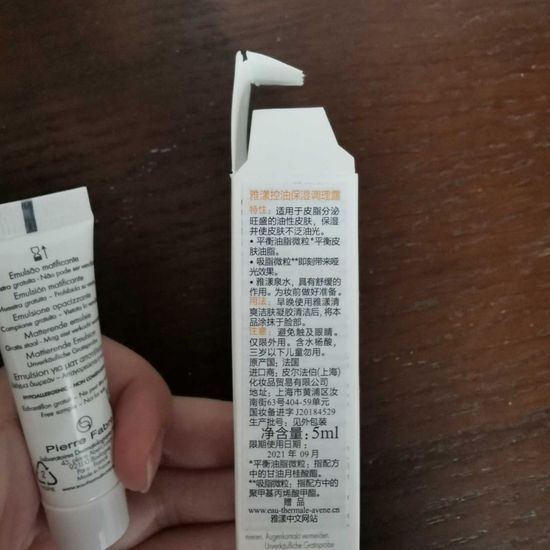 Emulsão matificante
Emulsión matificante
Emulsione opacizzante
Matterende emulsie
Mattierende Emulsion
HYPOALLERGENIC
Pierre Fabre
雅漾控油保湿调理露
特性：适用于皮脂分泌
旺盛的油性皮肤，保湿
并使皮肤不泛油光。
• 平衡油脂微粒*平衡皮
肤油脂。
• 吸脂微粒**即刻带来哑
光效果。
• 雅漾泉水，具有舒缓的
作用。为妆前做好准备。
用法：早晚使用雅漾清
爽洁肤凝胶清洁后，将本
品涂抹于脸部。
注意：避免触及眼睛。
仅限外用。含水杨酸，
三岁以下儿童勿用。
原产国：法国
进口商：皮尔法伯(上海)
化妆品贸易有限公司
地址：上海市黄浦区汝
南街63号404-59单元
国妆备进字J20184529
生产批号：见外包装
净含量：5ml
限期使用日期：
2021 年 09 月
*平衡油脂微粒：指配方
中的甘油月桂酸酯。
**吸脂微粒：指配方中的
聚甲基丙烯酸甲酯。
赠 品
www.eau-thermale-avene.cn
雅漾中文网站
Augenkontakt vermeiden.
Unverkäufliche Gratisprobe